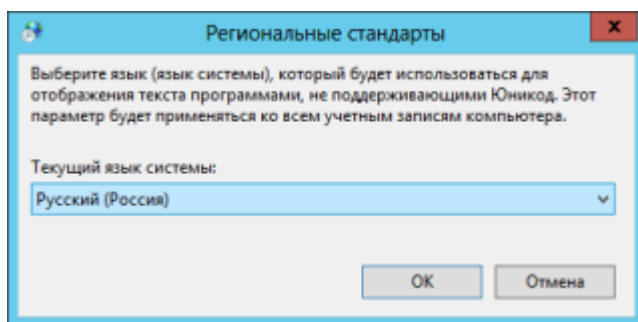 Региональные стандарты
Выберите язык (язык системы), который будет использоваться для
отображения текста программами, не поддерживающими Юникод. Этот
параметр будет применяться ко всем учетным записям компьютера.
Текущий язык системы:
Русский (Россия)
OK Отмена